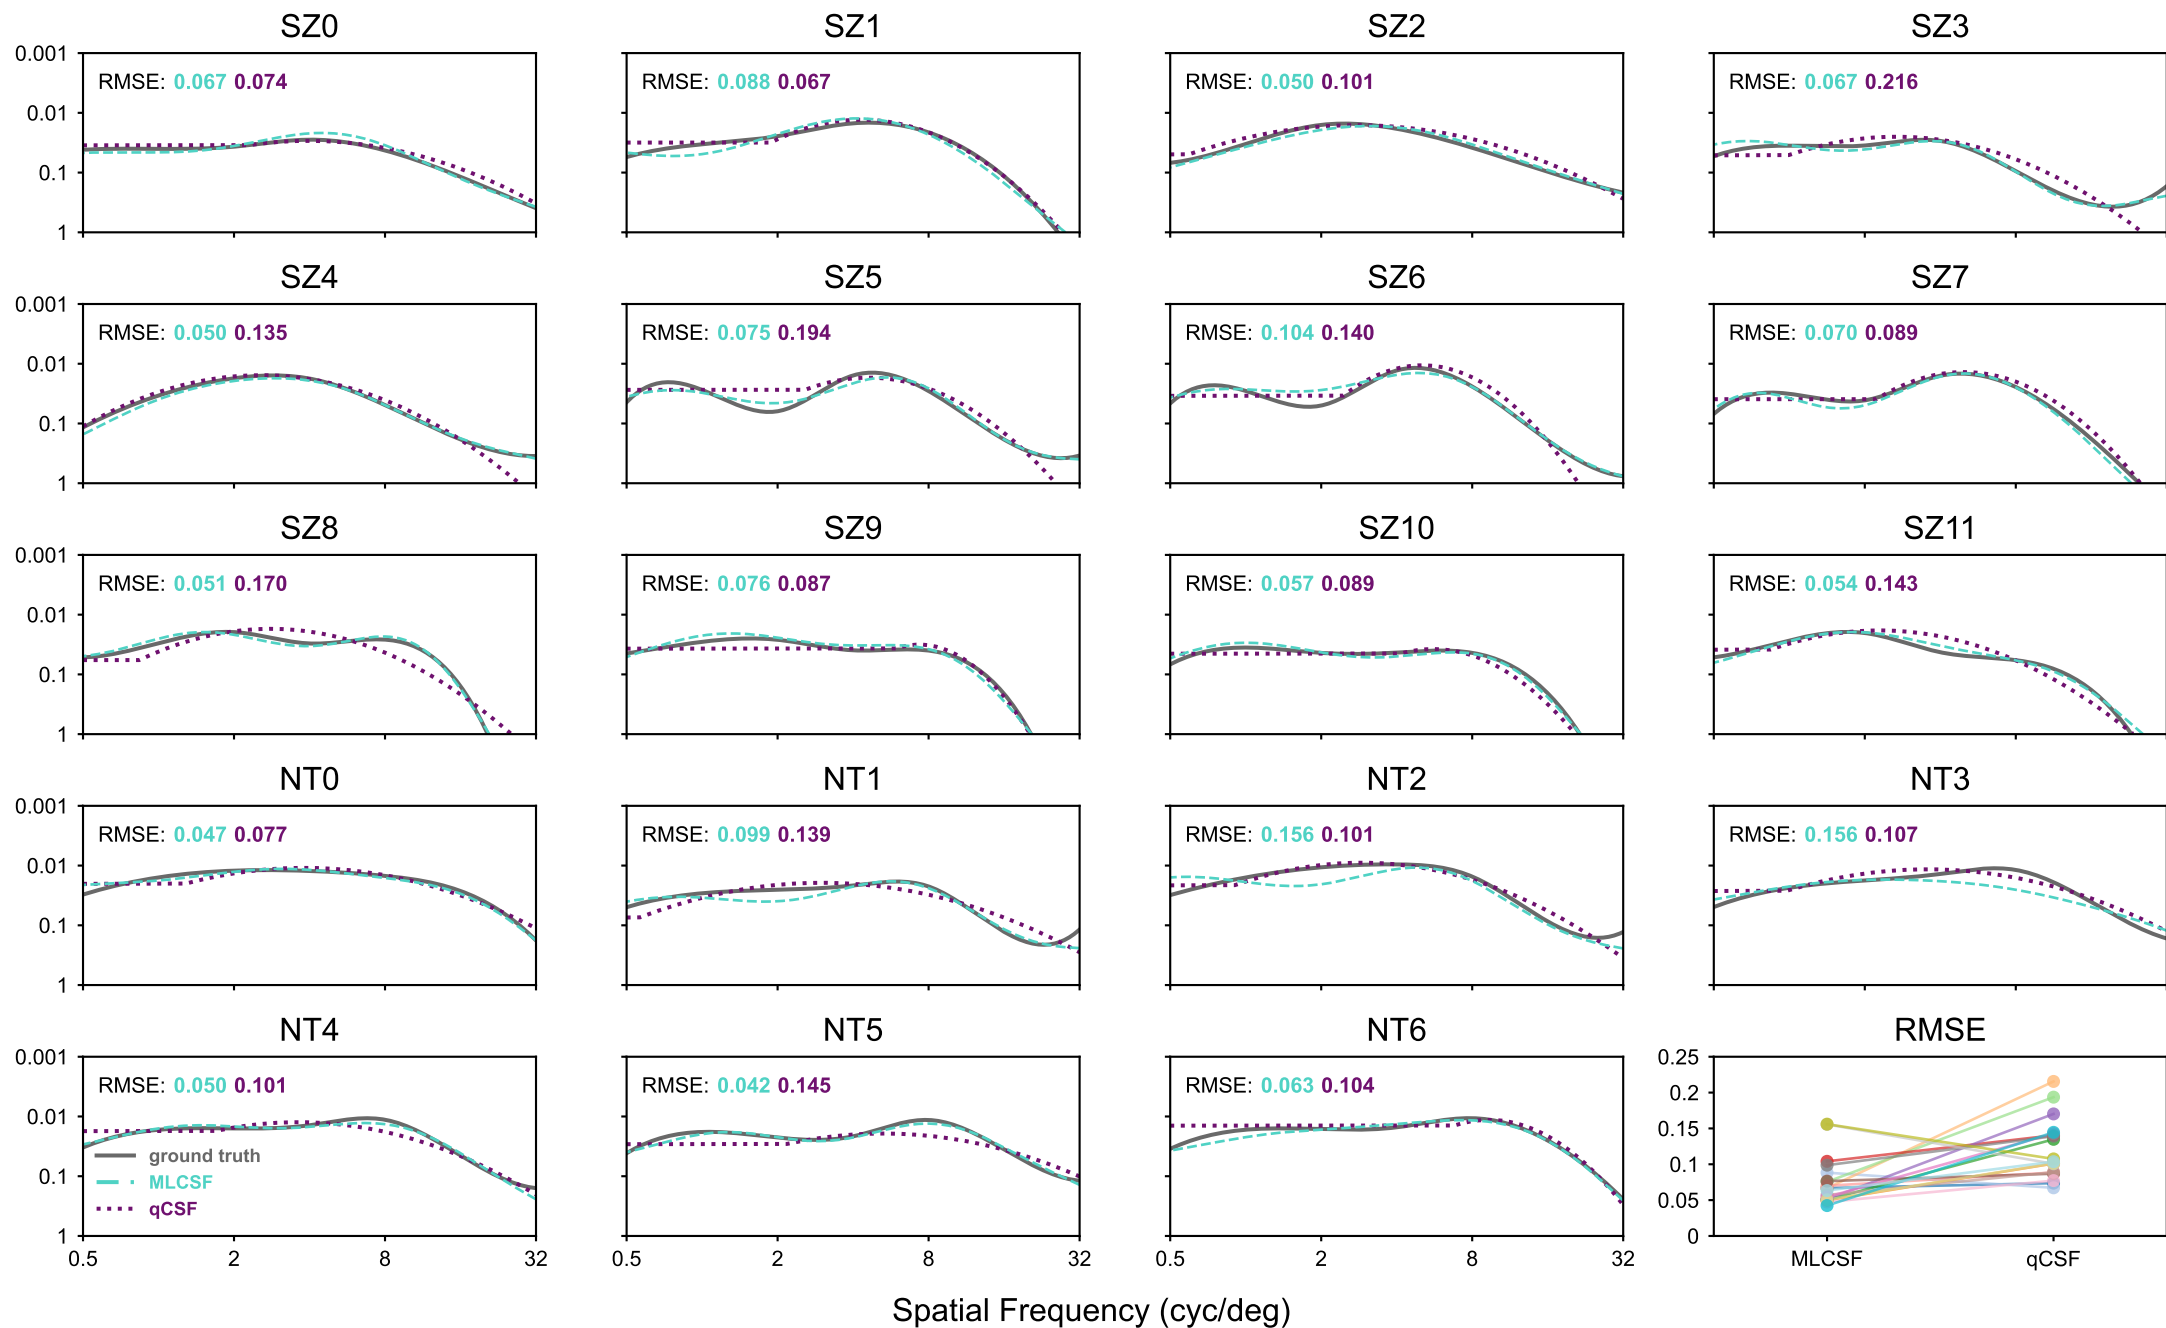 SZ0
SZ1
SZ2
SZ3
0.001
0.01
0.1
1
RMSE: 0.067 0.074
RMSE: 0.088 0.067
RMSE: 0.050 0.101
RMSE: 0.067 0.216
SZ4
SZ5
SZ6
SZ7
0.001
0.01
0.1
1
RMSE: 0.050 0.135
RMSE: 0.075 0.194
RMSE: 0.104 0.140
RMSE: 0.070 0.089
SZ8
SZ9
SZ10
SZ11
0.001
0.01
0.1
1
RMSE: 0.051 0.170
RMSE: 0.076 0.087
RMSE: 0.057 0.089
RMSE: 0.054 0.143
NT0
NT1
NT2
NT3
0.001
0.01
0.1
1
RMSE: 0.047 0.077
RMSE: 0.099 0.139
RMSE: 0.156 0.101
RMSE: 0.156 0.107
NT4
NT5
NT6
RMSE
0.001
0.01
0.1
1
RMSE: 0.050 0.101
ground truth
MLCSF
qCSF
0.5 2 8 32
RMSE: 0.042 0.145
0.5 2 8 32
RMSE: 0.063 0.104
0.5 2 8 32
0.25
0.2
0.15
0.1
0.05
0
MLCSF qCSF
Spatial Frequency (cyc/deg)